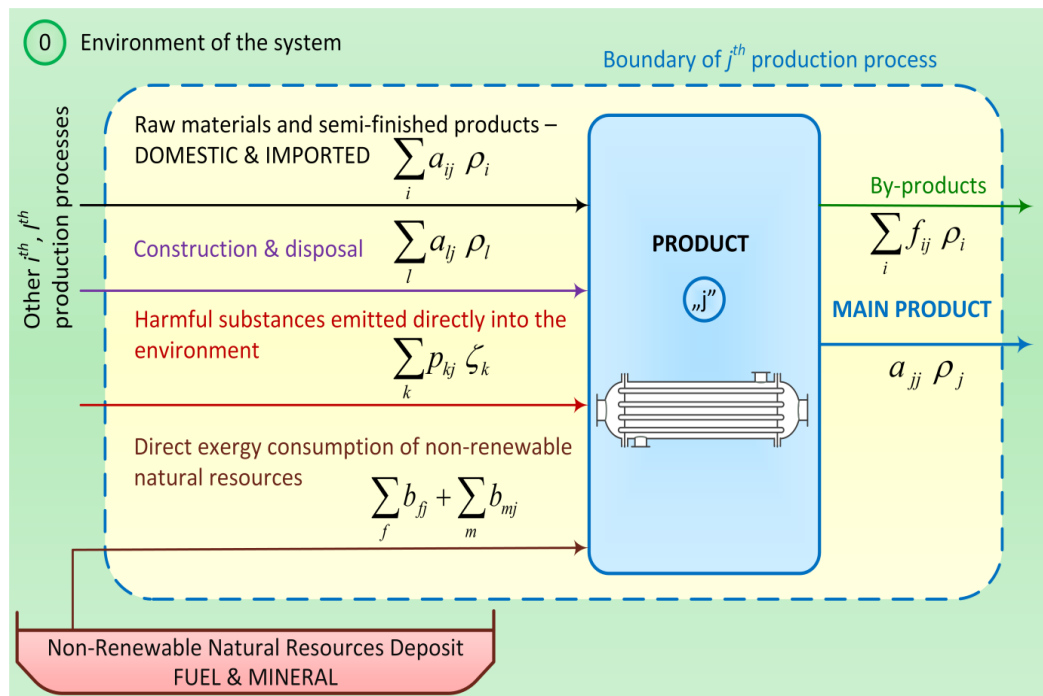 0 Environment of the system
Boundary of j^th production process
Other i^th, l^th
production processes
Raw materials and semi-finished products –
DOMESTIC & IMPORTED ∑_i a_ij ρ_i
Construction & disposal ∑_l a_lj ρ_l
Harmful substances emitted directly into the
environment
∑_k p_kj ζ_k
Direct exergy consumption of non-renewable
natural resources
∑_f b_fj + ∑_m b_mj
PRODUCT
„j”
By-products
∑_i f_ij ρ_i
MAIN PRODUCT
a_jj ρ_j
Non-Renewable Natural Resources Deposit
FUEL & MINERAL